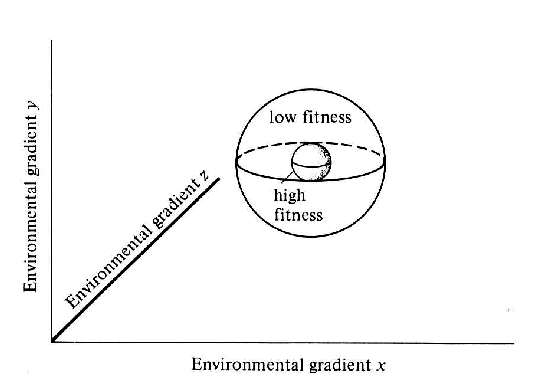 low fitness
high
fitness
Environmental gradient y
Environmental gradient z
Environmental gradient x